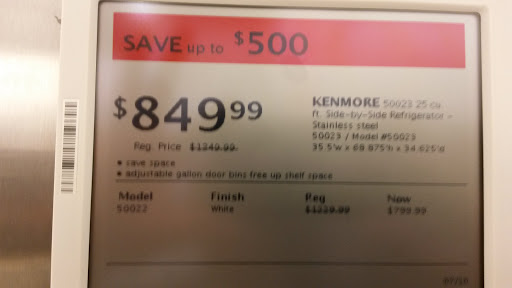 SAVE up to $500
$849 99
Reg. Price $1349.99
• save space
• adjustable gallon door bins free up shelf space
KENMORE 50023 25 cu.
ft. Side-by-Side Refrigerator -
Stainless steel
50023 / Model #50023
35.5'w x 69.875'h x 34.625'd
Model Finish Reg Now
50022 White $1229.99 $799.99